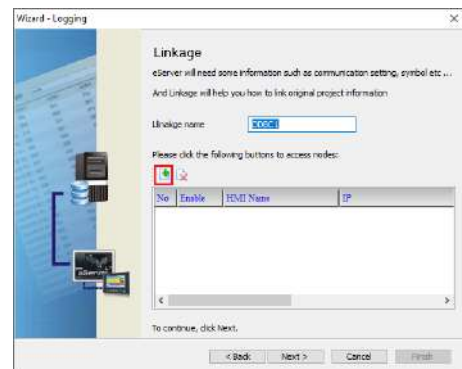 Wizard - Logging
Linkage
eServer will need some information such as communication setting, symbol etc ...
And Linkage will help you how to link original project information
Llinakge name
Please click the following buttons to access nodes:
No Enable HMI Name IP
eServer
To continue, click Next.
< Back Next > Cancel Finish